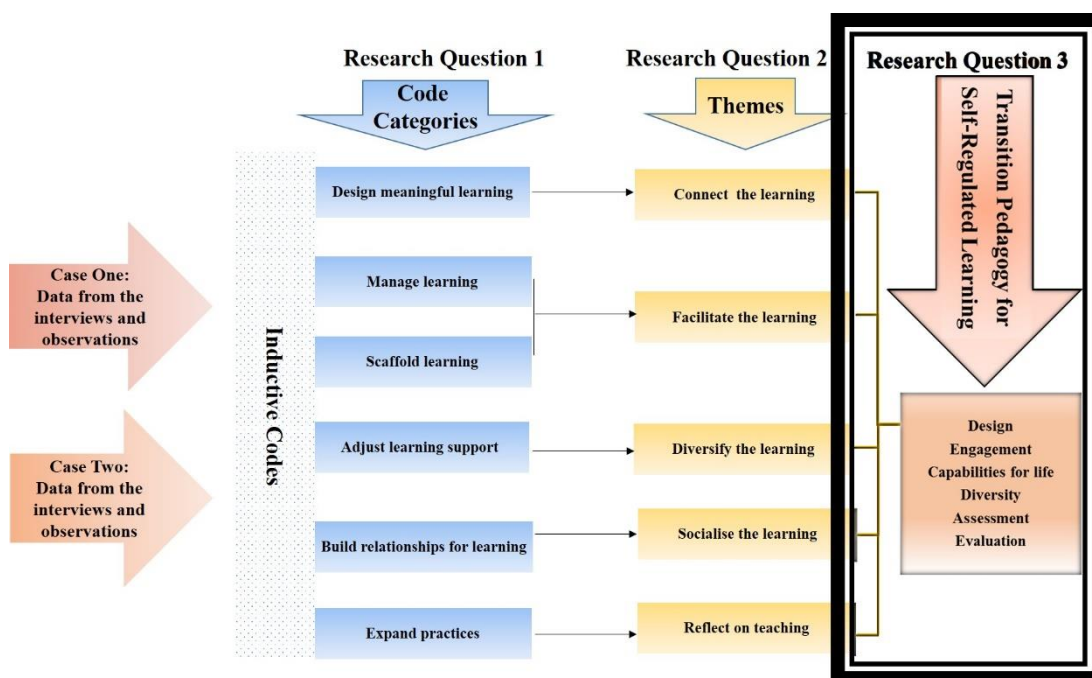 Research Question 1
Code
Categories
Research Question 2
Themes
Research Question 3
Transition Pedagogy for
Self-Regulated Learning
Case One:
Data from the
interviews and
observations
Case Two:
Data from the
interviews and
observations
Inductive Codes
Design meaningful learning
Connect the learning
Manage learning
Scaffold learning
Facilitate the learning
Adjust learning support
Diversify the learning
Build relationships for learning
Socialise the learning
Expand practices
Reflect on teaching
Design
Engagement
Capabilities for life
Diversity
Assessment
Evaluation